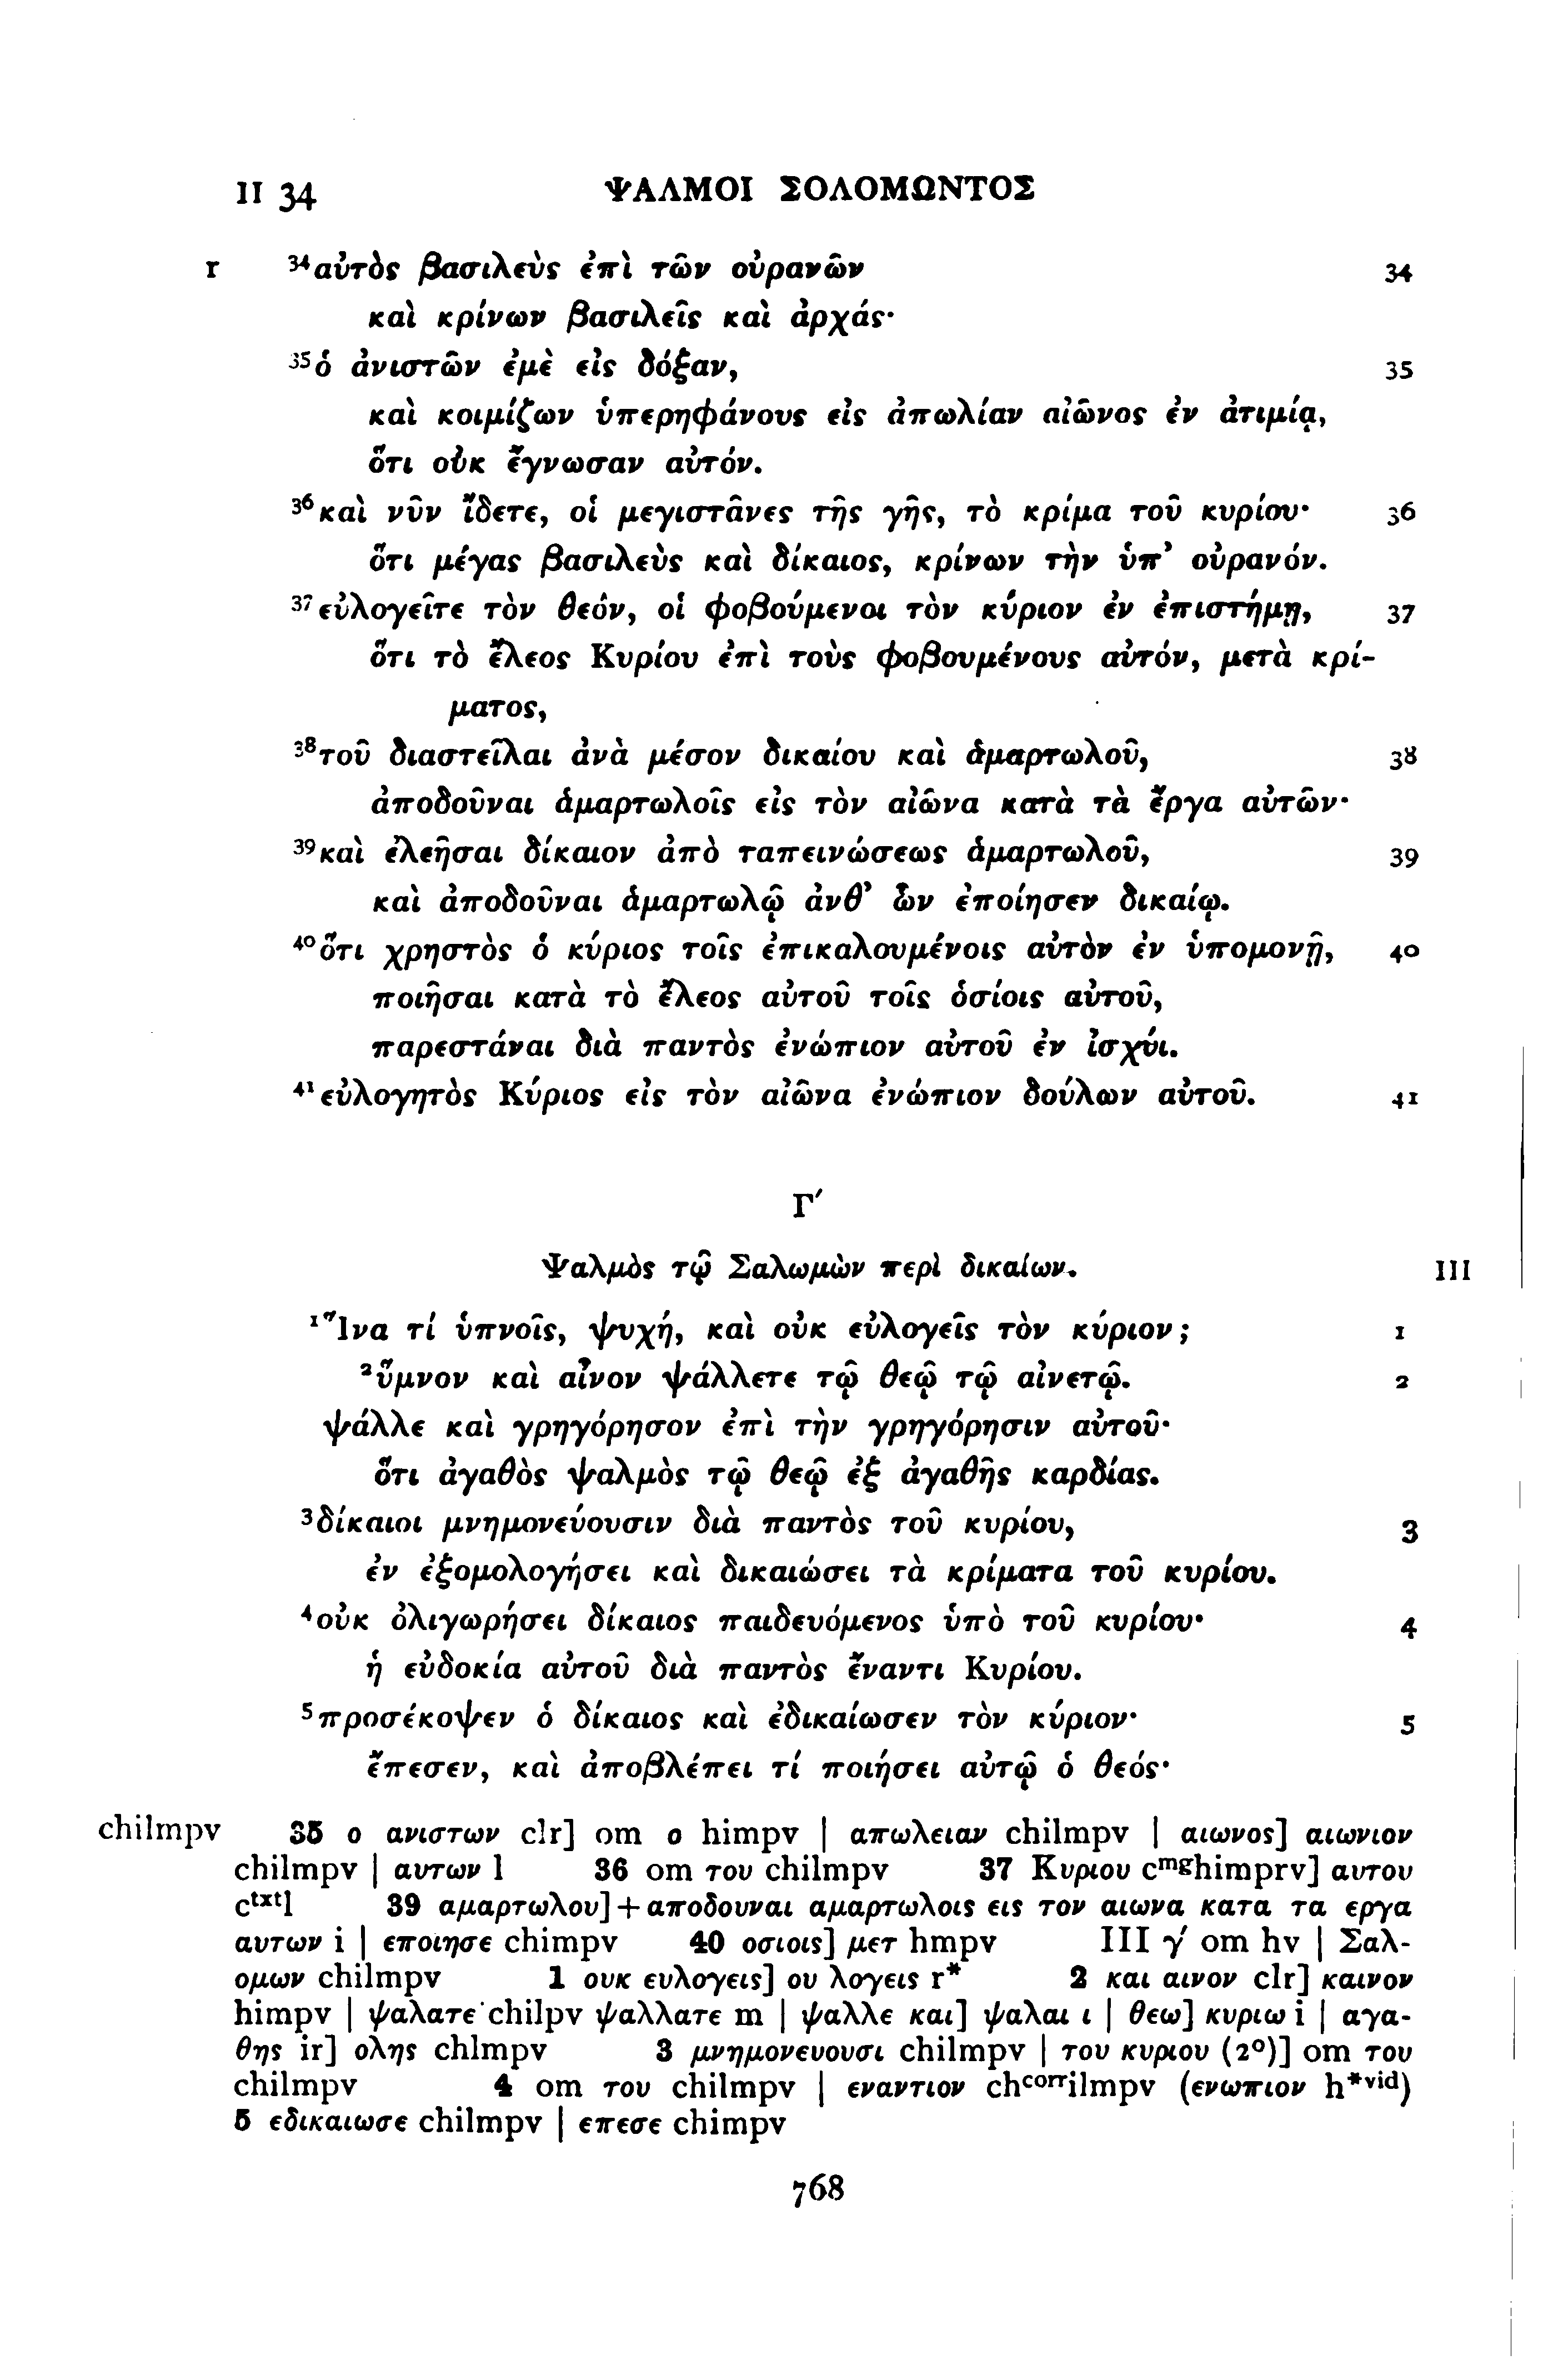 II 34 ΨΑΛΜΟΙ ΣΟΛΟΜΩΝΤΟΣ
r ³⁴αὐτὸς βασιλεὺς ἐπὶ τῶν οὐρανῶν 34
καὶ κρίνων βασιλεῖς καὶ ἀρχάς·
³⁵ὁ ἀνιστῶν ἐμὲ εἰς δόξαν, 35
καὶ κοιμίζων ὑπερηφάνους εἰς ἀπωλίαν αἰῶνος ἐν ἀτιμίᾳ,
ὅτι οὐκ ἔγνωσαν αὐτόν.
³⁶καὶ νῦν ἴδετε, οἱ μεγιστᾶνες τῆς γῆς, τὸ κρίμα τοῦ κυρίου· 36
ὅτι μέγας βασιλεὺς καὶ δίκαιος, κρίνων τὴν ὑπ’ οὐρανόν.
³⁷εὐλογεῖτε τὸν θεόν, οἱ φοβούμενοι τὸν κύριον ἐν ἐπιστήμῃ, 37
ὅτι τὸ ἔλεος Κυρίου ἐπὶ τοὺς φοβουμένους αὐτόν, μετὰ κρί-
ματος,
³⁸τοῦ διαστεῖλαι ἀνὰ μέσον δικαίου καὶ ἁμαρτωλοῦ, 38
ἀποδοῦναι ἁμαρτωλοῖς εἰς τὸν αἰῶνα κατὰ τὰ ἔργα αὐτῶν·
³⁹καὶ ἐλεῆσαι δίκαιον ἀπὸ ταπεινώσεως ἁμαρτωλοῦ, 39
καὶ ἀποδοῦναι ἁμαρτωλῷ ἀνθ’ ὧν ἐποίησεν δικαίῳ.
⁴⁰ὅτι χρηστὸς ὁ κύριος τοῖς ἐπικαλουμένοις αὐτὸν ἐν ὑπομονῇ, 40
ποιῆσαι κατὰ τὸ ἔλεος αὐτοῦ τοῖς ὁσίοις αὐτοῦ,
παρεστάναι διὰ παντὸς ἐνώπιον αὐτοῦ ἐν ἰσχύι.
⁴¹εὐλογητὸς Κύριος εἰς τὸν αἰῶνα ἐνώπιον δούλων αὐτοῦ. 41
Γ′
Ψαλμὸς τῷ Σαλωμὼν περὶ δικαίων. III
¹Ἵνα τί ὑπνοῖς, ψυχή, καὶ οὐκ εὐλογεῖς τὸν κύριον; 1
²ὕμνον καὶ αἶνον ψάλλετε τῷ θεῷ τῷ αἰνετῷ. 2
ψάλλε καὶ γρηγόρησον ἐπὶ τὴν γρηγόρησιν αὐτοῦ·
ὅτι ἀγαθὸς ψαλμὸς τῷ θεῷ ἐξ ἀγαθῆς καρδίας.
³δίκαιοι μνημονεύουσιν διὰ παντὸς τοῦ κυρίου, 3
ἐν ἐξομολογήσει καὶ δικαιώσει τὰ κρίματα τοῦ κυρίου.
⁴οὐκ ὀλιγωρήσει δίκαιος παιδευόμενος ὑπὸ τοῦ κυρίου· 4
ἡ εὐδοκία αὐτοῦ διὰ παντὸς ἔναντι Κυρίου.
⁵προσέκοψεν ὁ δίκαιος καὶ ἐδικαίωσεν τὸν κύριον· 5
ἔπεσεν, καὶ ἀποβλέπει τί ποιήσει αὐτῷ ὁ θεός·
chilmpv 35 ο ανιστων clr] om ο himpv | απωλειαν chilmpv | αιωνος] αιωνιον
chilmpv | αυτων l 36 om του chilmpv 37 Κυριου cᵐᵍhimprv] αυτου
cᵗˣᵗl 39 αμαρτωλου] + αποδουναι αμαρτωλοις εις τον αιωνα κατα τα εργα
αυτων i | εποιησε chimpv 40 οσιοις] μετ hmpv III γ′ om hv | Σαλ-
ομων chilmpv 1 ουκ ευλογεις] ου λογεις r* 2 και αινον clr] καινον
himpv | ψαλατε chilpv ψαλλατε m | ψαλλε και] ψαλαι ι | θεω] κυριω i | αγα-
θης ir] ολης chlmpv 3 μνημονευουσι chilmpv | του κυριου (2º)] om του
chilmpv 4 om του chilmpv | εναντιον chᶜᵒʳʳilmpv (ενωπιον h*ᵛⁱᵈ)
5 εδικαιωσε chilmpv | επεσε chimpv
768